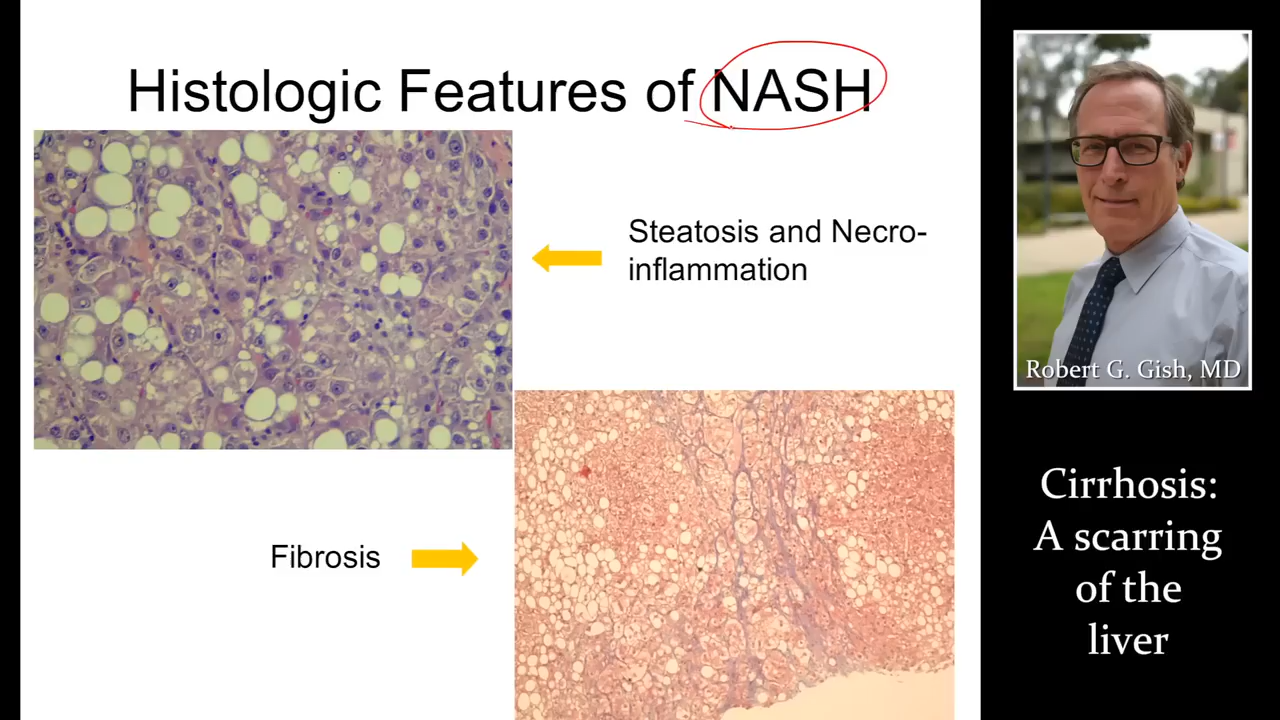 Histologic Features of NASH
Steatosis and Necro-
inflammation
Fibrosis
Robert G. Gish, MD
Cirrhosis:
A scarring
of the
liver